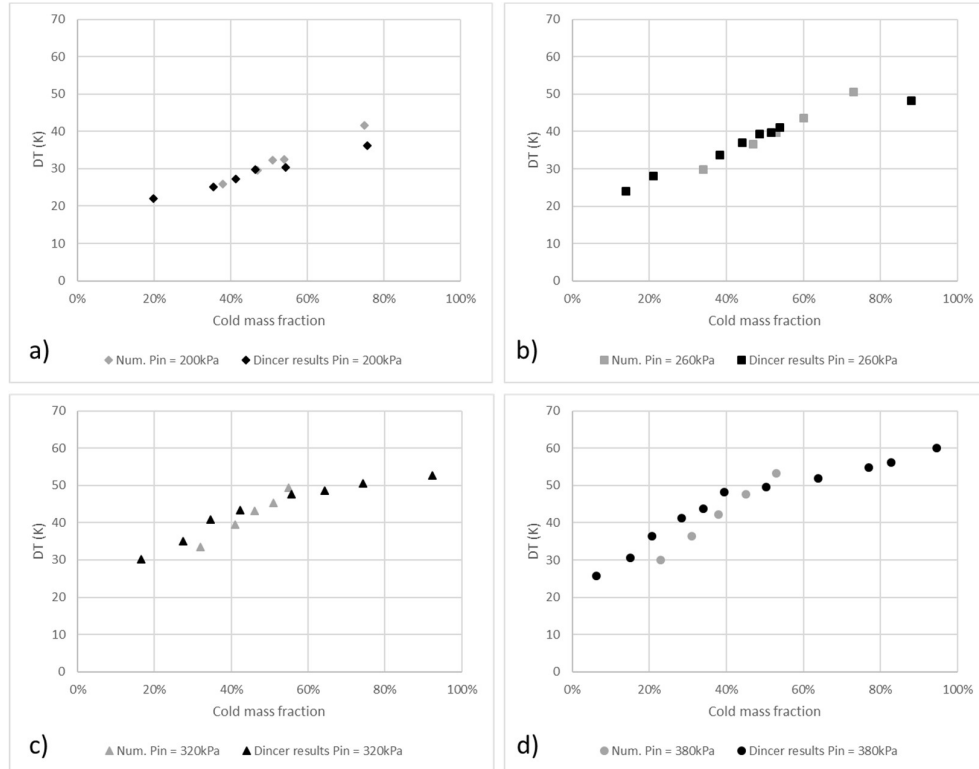 70
60
50
40
30
20
10
0
DT (K)
0% 20% 40% 60% 80% 100%
Cold mass fraction
Num. Pin = 200kPa Dincer results Pin = 200kPa
a)
70
60
50
40
30
20
10
0
DT (K)
0% 20% 40% 60% 80% 100%
Cold mass fraction
Num. Pin = 260kPa Dincer results Pin = 260kPa
b)
70
60
50
40
30
20
10
0
DT (K)
0% 20% 40% 60% 80% 100%
Cold mass fraction
Num. Pin = 320kPa Dincer results Pin = 320kPa
c)
70
60
50
40
30
20
10
0
DT (K)
0% 20% 40% 60% 80% 100%
Cold mass fraction
Num. Pin = 380kPa Dincer results Pin = 380kPa
d)